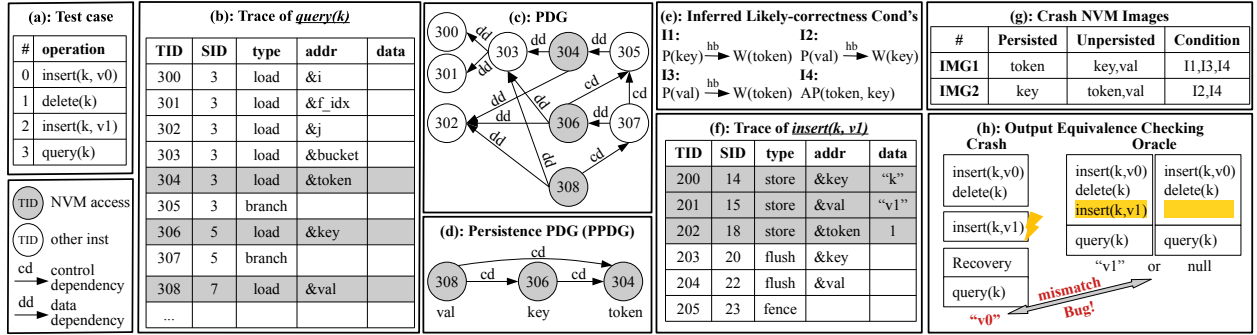 (a): Test case
# operation
0 insert(k, v0)
1 delete(k)
2 insert(k, v1)
3 query(k)
TID NVM access
TID other inst
cd control dependency
dd data dependency
(b): Trace of query(k)
TID SID type addr data
300 3 load &i
301 3 load &f_idx
302 3 load &j
303 3 load &bucket
304 3 load &token
305 3 branch
306 5 load &key
307 5 branch
308 7 load &val
...
(c): PDG
300
dd
303
dd
304
dd
305
301
dd
dd
dd
dd
cd
cd
302
dd
306
dd
307
dd
dd
cd
308
(d): Persistence PDG (PPDG)
cd
308 cd 306 cd 304
val key token
(e): Inferred Likely-correctness Cond's
I1: I2:
P(key) hb W(token) P(val) hb W(key)
I3: I4:
P(val) hb W(token) AP(token, key)
(f): Trace of insert(k, v1)
TID SID type addr data
200 14 store &key "k"
201 15 store &val "v1"
202 18 store &token 1
203 20 flush &key
204 22 flush &val
205 23 fence
(g): Crash NVM Images
# Persisted Unpersisted Condition
IMG1 token key,val I1,I3,I4
IMG2 key token,val I2,I4
(h): Output Equivalence Checking
Crash Oracle
insert(k,v0)
delete(k)
insert(k,v1)
Recovery
query(k)
"v0"
insert(k,v0)
delete(k)
insert(k,v1)
query(k)
"v1"
or
insert(k,v0)
delete(k)
query(k)
null
mismatch
Bug!